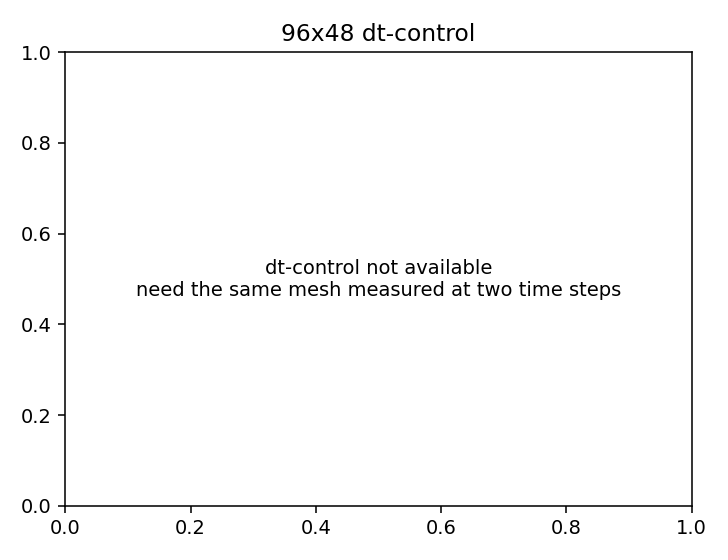 96x48 dt-control
1.0
0.8
0.6
0.4
0.2
0.0
dt-control not available
need the same mesh measured at two time steps
0.0 0.2 0.4 0.6 0.8 1.0